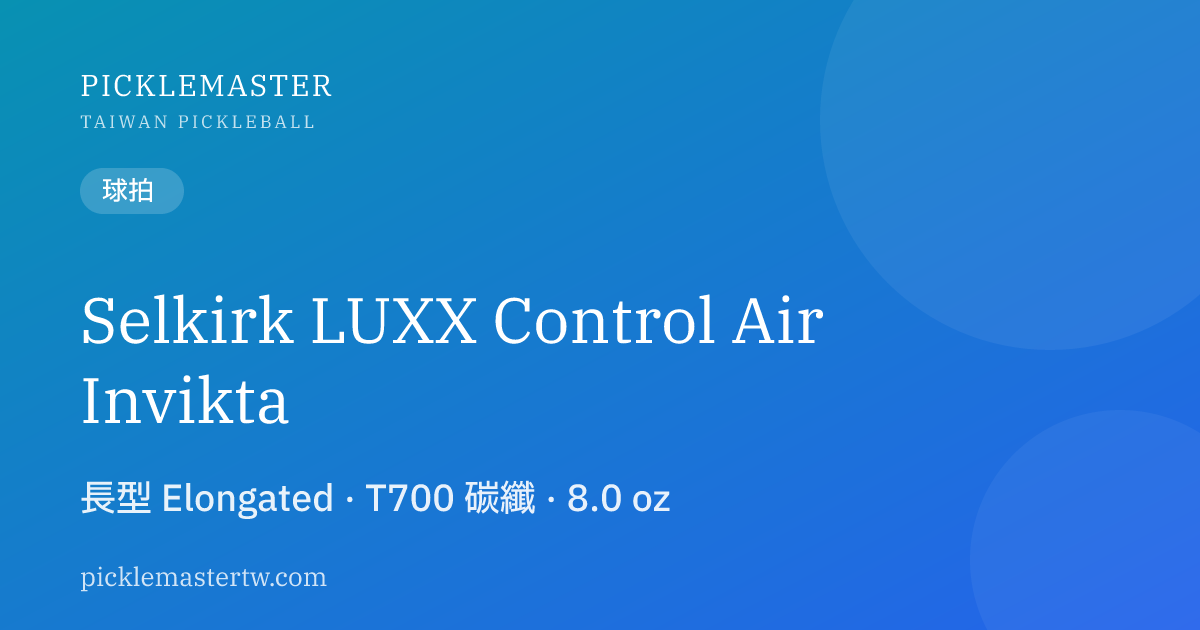 PICKLEMASTER
TAIWAN PICKLEBALL
球拍
Selkirk LUXX Control Air
Invikta
長型 Elongated · T700 碳纖 · 8.0 oz
picklemastertw.com